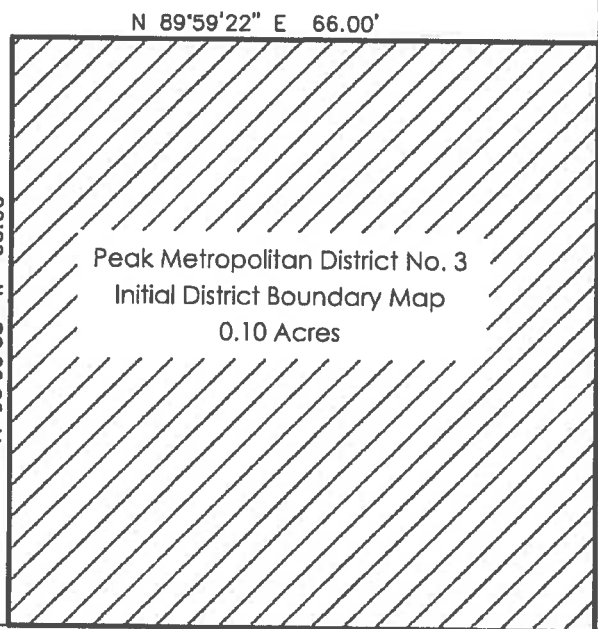 N 89°59'22" E 66.00'
Peak Metropolitan District No. 3
Initial District Boundary Map
0.10 Acres